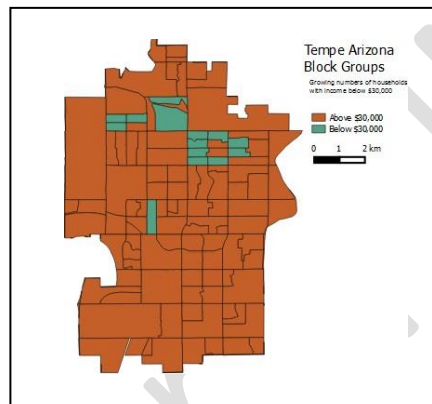 Tempe Arizona
Block Groups
Growing numbers of households
with income below $30,000
Above $30,000
Below $30,000
0 1 2 km